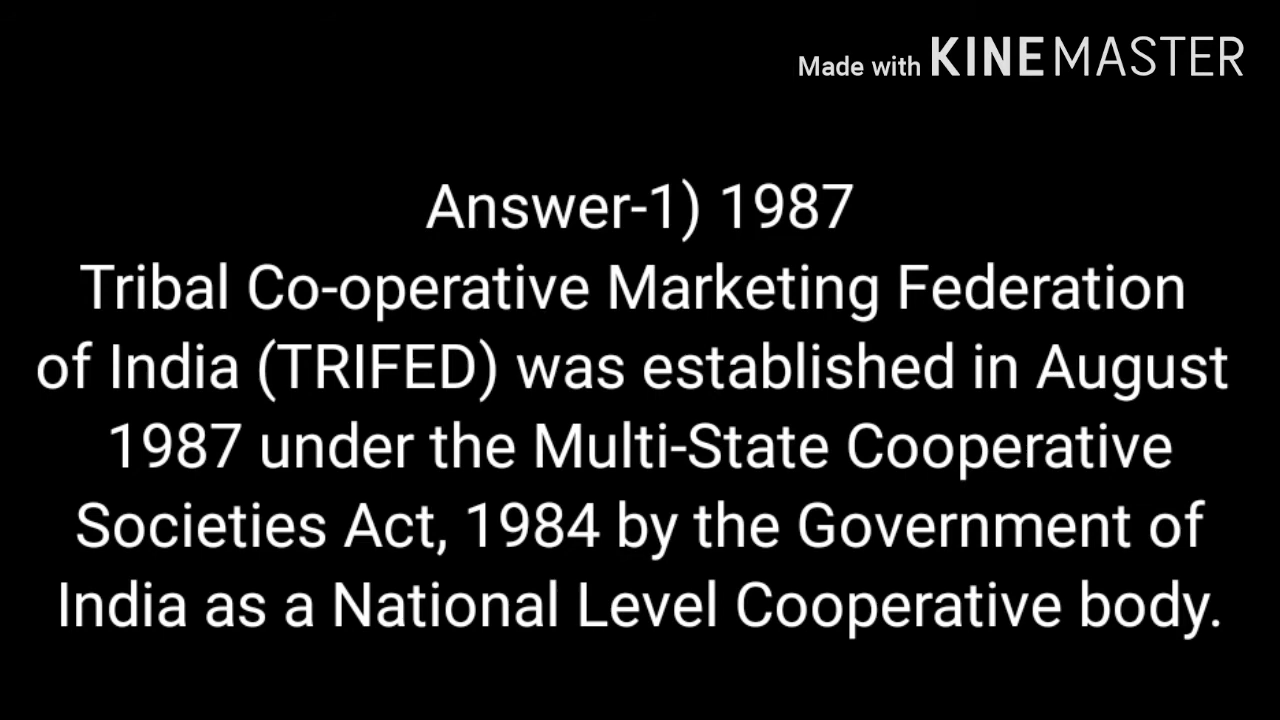 Made with KINEMASTER
Answer-1) 1987
Tribal Co-operative Marketing Federation
of India (TRIFED) was established in August
1987 under the Multi-State Cooperative
Societies Act, 1984 by the Government of
India as a National Level Cooperative body.